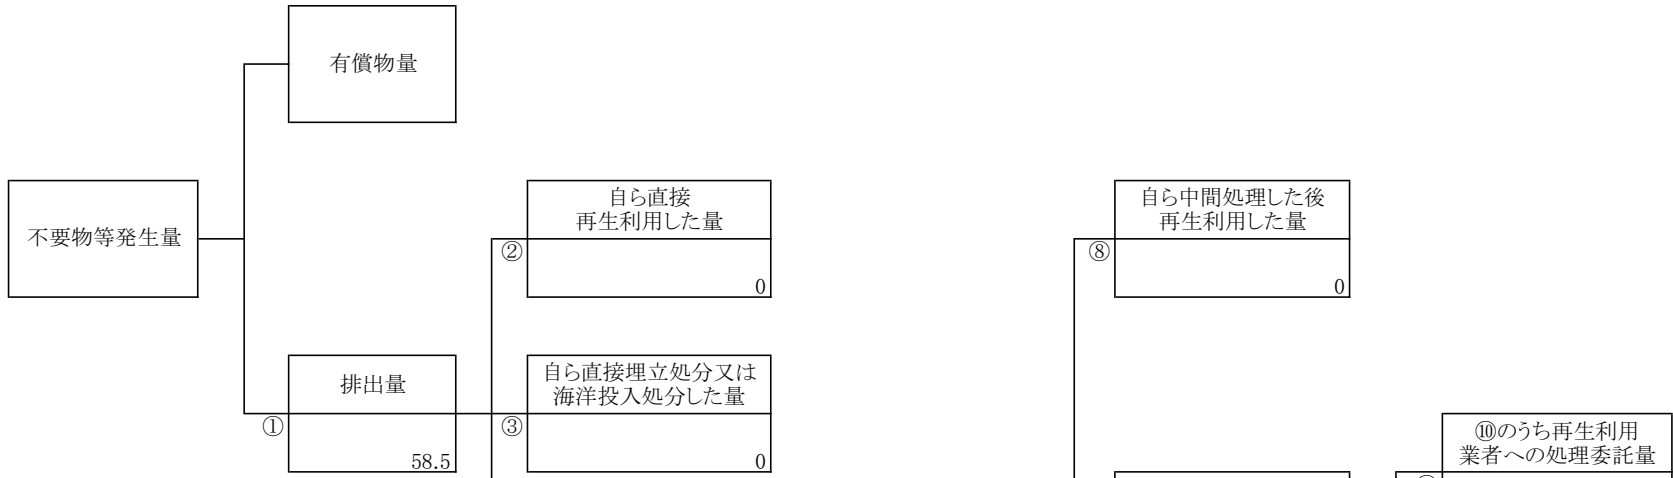 有償物量
不要物等発生量
自ら直接
再生利用した量
②
0
自ら中間処理した後
再生利用した量
⑧
0
排出量
①
58.5
自ら直接埋立処分又は
海洋投入処分した量
③
0
⑩のうち再生利用
業者への処理委託量